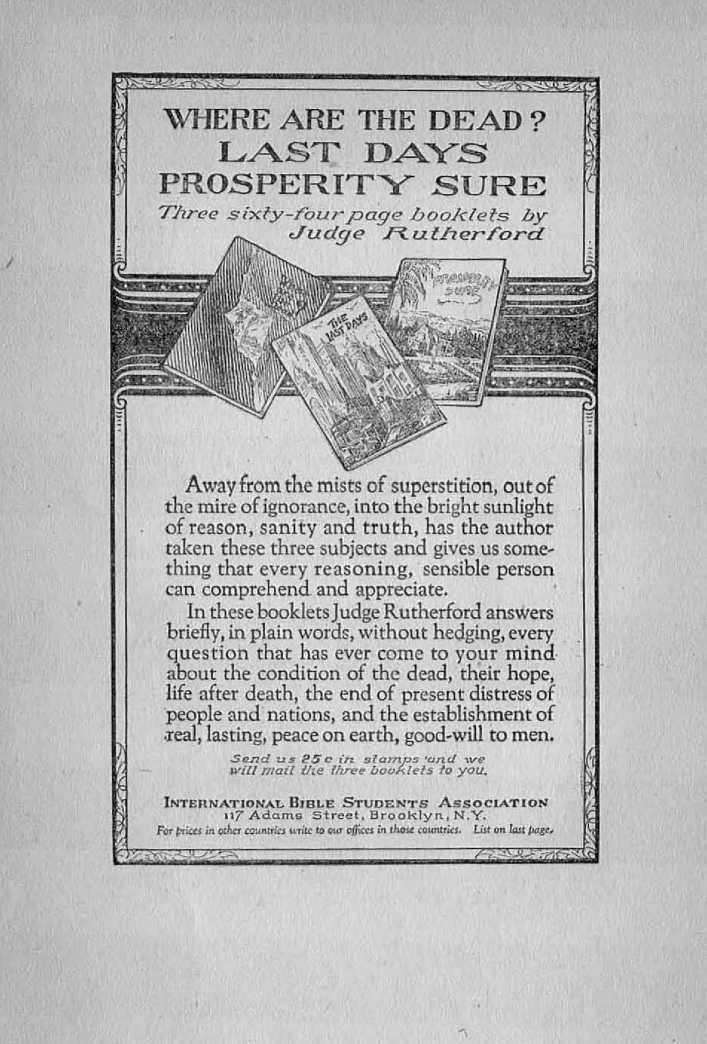 WHERE ARE THE DEAD?
LAST DAYS
PROSPERITY SURE
Three sixty-four page booklets by
Judge Rutherford
PROSPERITY
SURE
THE
LAST DAYS
Away from the mists of superstition, out of
the mire of ignorance, into the bright sunlight
of reason, sanity and truth, has the author
taken these three subjects and gives us some-
thing that every reasoning, sensible person
can comprehend and appreciate.
In these booklets Judge Rutherford answers
briefly, in plain words, without hedging, every
question that has ever come to your mind
about the condition of the dead, their hope,
life after death, the end of present distress of
people and nations, and the establishment of
real, lasting, peace on earth, good-will to men.
Send us 25c in stamps and we
will mail the three booklets to you.
INTERNATIONAL BIBLE STUDENTS ASSOCIATION
117 Adams Street, Brooklyn, N.Y.
For prices in other countries write to our offices in those countries. List on last page.